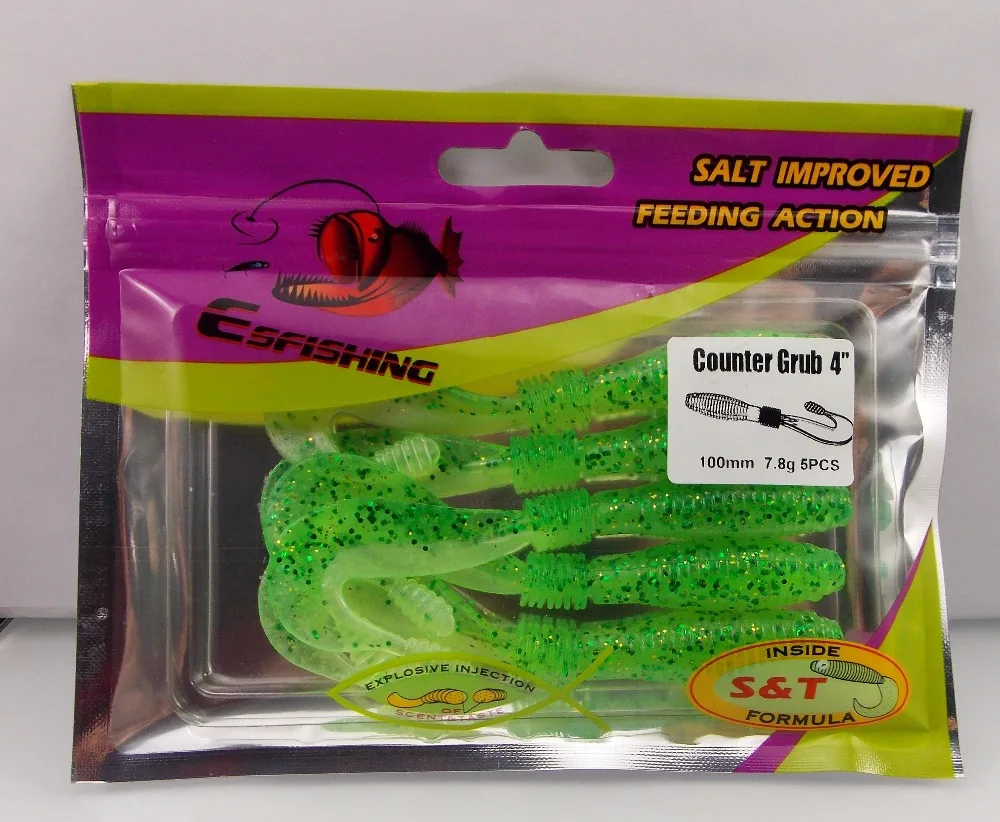 SALT IMPROVED
FEEDING ACTION
ESFISHING
Counter Grub 4"
100mm 7.8g 5PCS
EXPLOSIVE INJECTION
OF
SCENT&TASTE
INSIDE
S&T
FORMULA